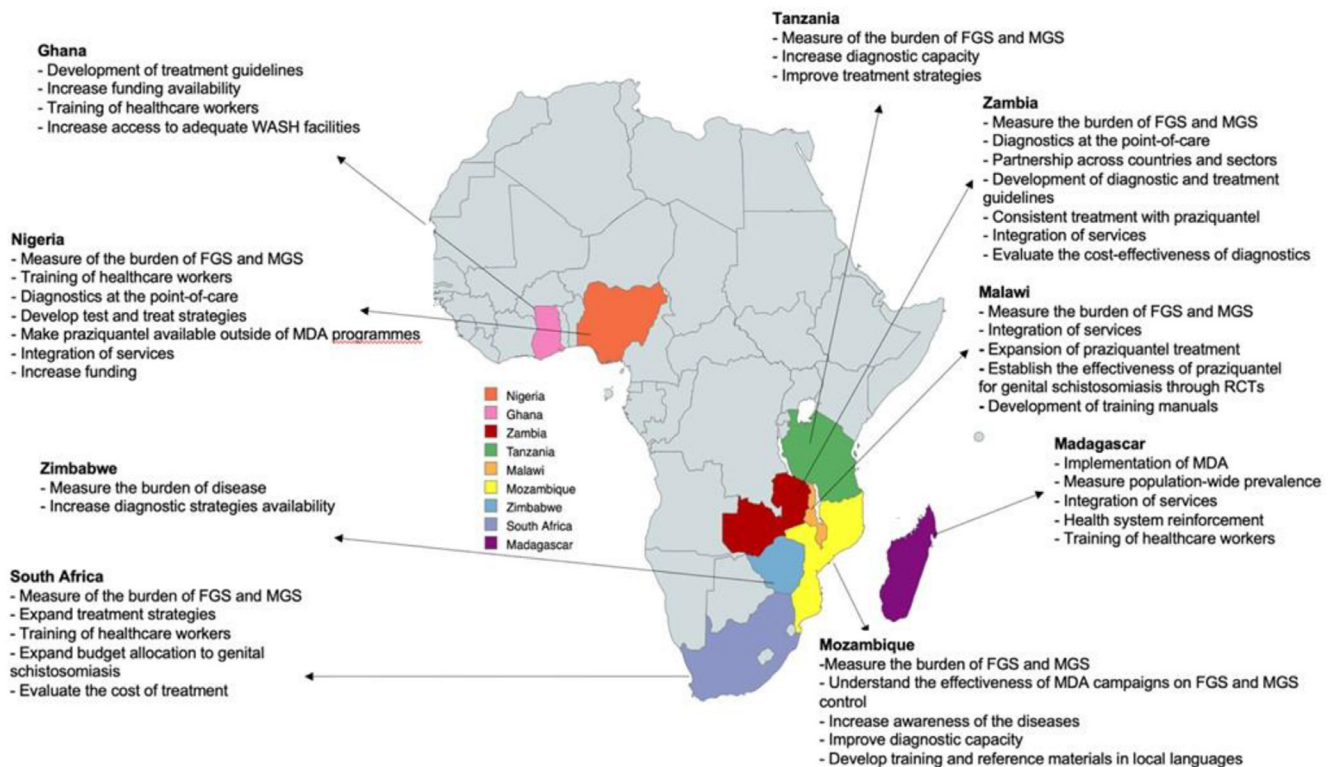 Ghana
- Development of treatment guidelines
- Increase funding availability
- Training of healthcare workers
- Increase access to adequate WASH facilities
Nigeria
- Measure of the burden of FGS and MGS
- Training of healthcare workers
- Diagnostics at the point-of-care
- Develop test and treat strategies
- Make praziquantel available outside of MDA programmes
- Integration of services
- Increase funding
Zimbabwe
- Measure the burden of disease
- Increase diagnostic strategies availability
South Africa
- Measure of the burden of FGS and MGS
- Expand treatment strategies
- Training of healthcare workers
- Expand budget allocation to genital
schistosomiasis
- Evaluate the cost of treatment
Nigeria
Ghana
Zambia
Tanzania
Malawi
Mozambique
Zimbabwe
South Africa
Madagascar
Tanzania
- Measure of the burden of FGS and MGS
- Increase diagnostic capacity
- Improve treatment strategies
Zambia
- Measure the burden of FGS and MGS
- Diagnostics at the point-of-care
- Partnership across countries and sectors
- Development of diagnostic and treatment
guidelines
- Consistent treatment with praziquantel
- Integration of services
- Evaluate the cost-effectiveness of diagnostics
Malawi
- Measure the burden of FGS and MGS
- Integration of services
- Expansion of praziquantel treatment
- Establish the effectiveness of praziquantel
for genital schistosomiasis through RCTs
- Development of training manuals
Madagascar
- Implementation of MDA
- Measure population-wide prevalence
- Integration of services
- Health system reinforcement
- Training of healthcare workers
Mozambique
-Measure the burden of FGS and MGS
- Understand the effectiveness of MDA campaigns on FGS and MGS
control
- Increase awareness of the diseases
- Improve diagnostic capacity
- Develop training and reference materials in local languages